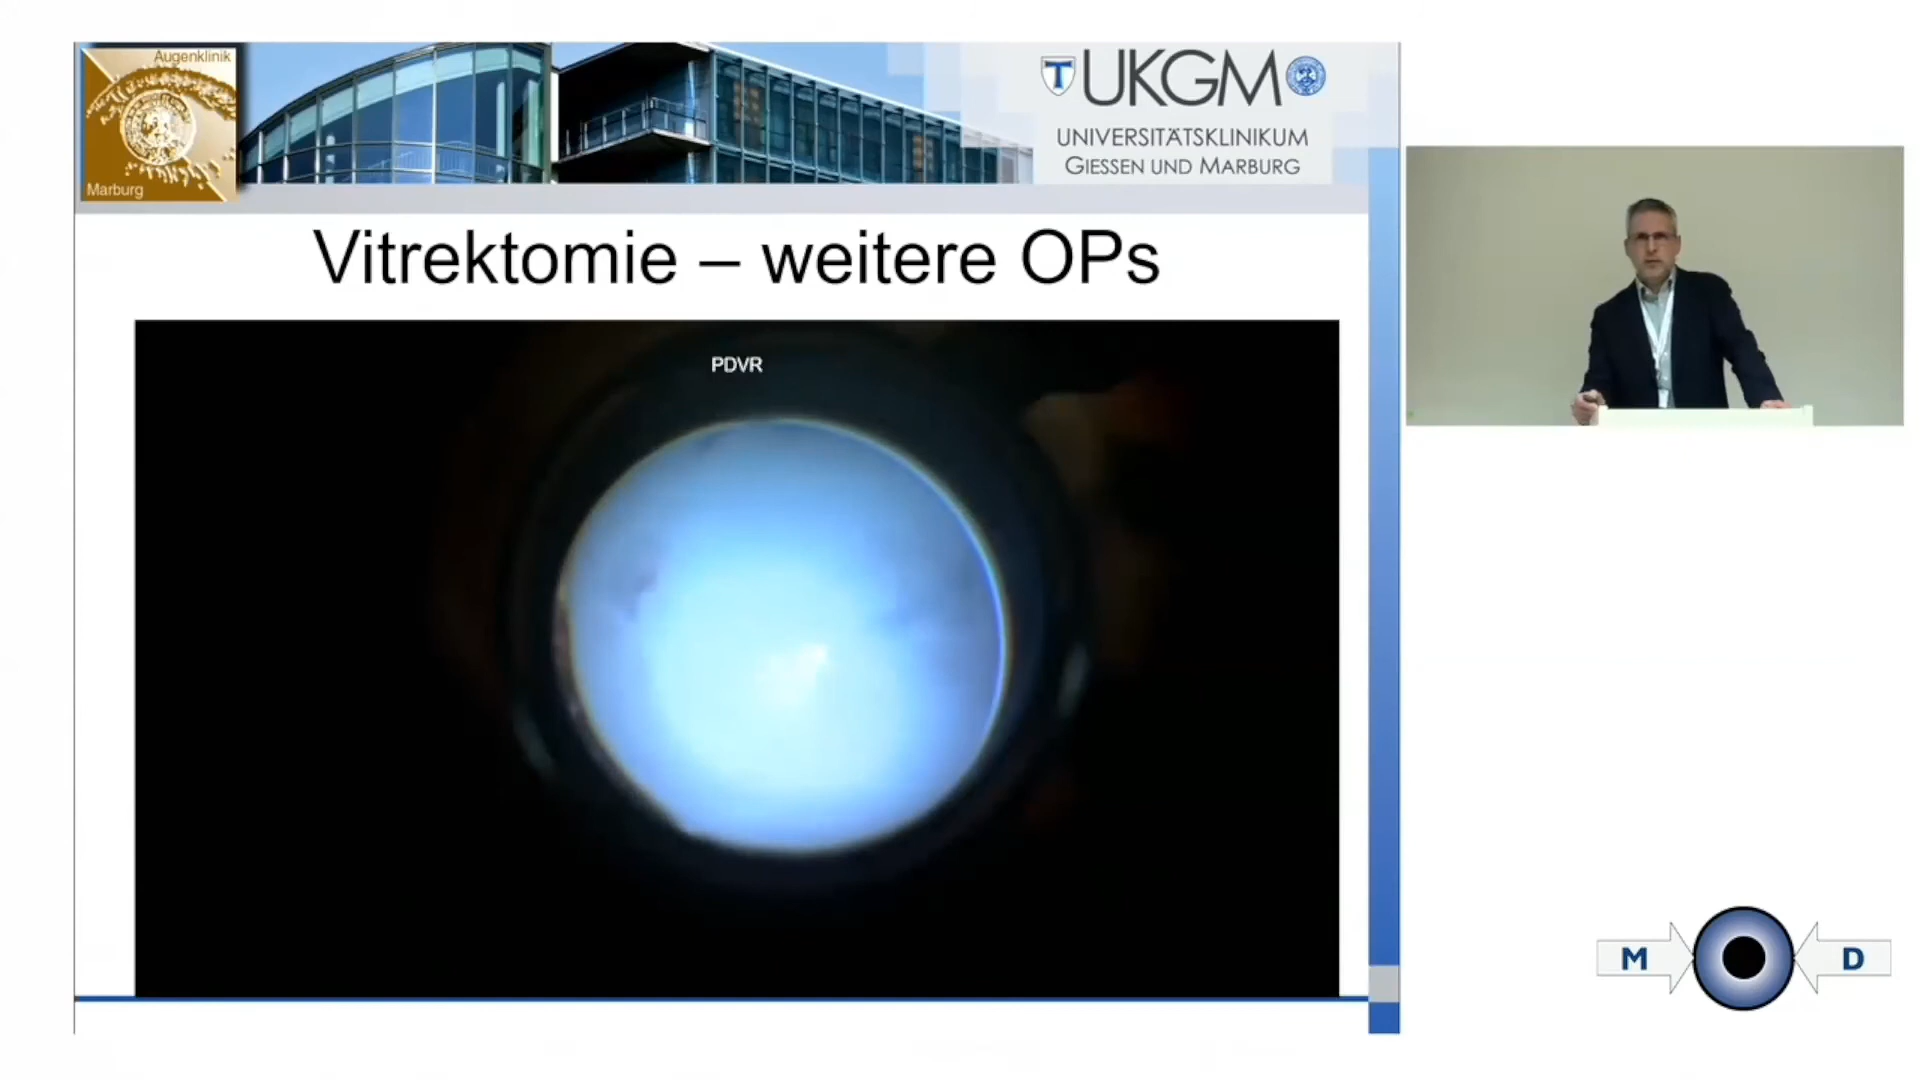 Augenklinik
Marburg
T UKGM
UNIVERSITÄTSKLINIKUM
GIESSEN UND MARBURG
Vitrektomie – weitere OPs
PDVR
M D